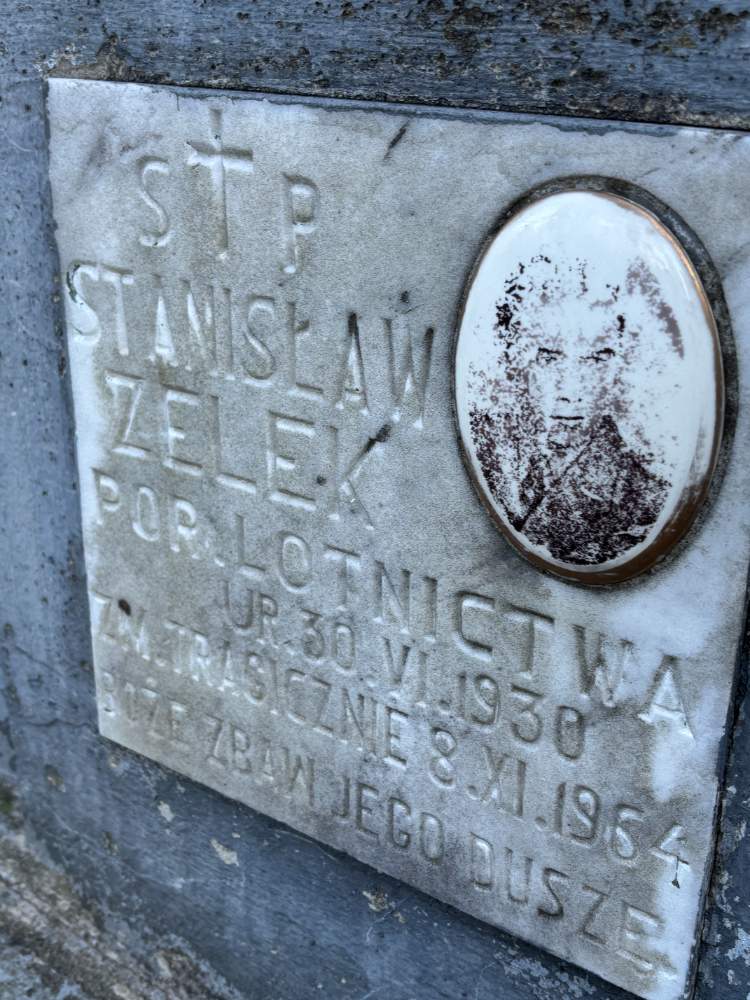 S † P
STANISŁAW
ZELEK
POR. LOTNICTWA
UR. 30.VI.1930
ZM. TRAGICZNIE 8.XI.1964
BOŻE ZBAW JEGO DUSZĘ